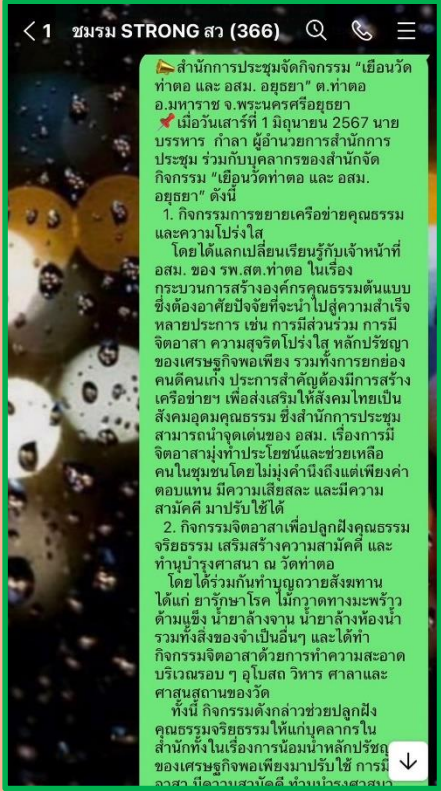 1 ชมรม STRONG สว (366)
สำนักการประชุมจัดกิจกรรม “เยือนวัด
ท่าตอ และ อสม. อยุธยา” ต.ท่าตอ
อ.มหาราช จ.พระนครศรีอยุธยา
เมื่อวันเสาร์ที่ 1 มิถุนายน 2567 นาย
บรรหาร กำลา ผู้อำนวยการสำนักการ
ประชุม ร่วมกับบุคลากรของสำนักจัด
กิจกรรม “เยือนวัดท่าตอ และ อสม.
อยุธยา” ดังนี้
1. กิจกรรมการขยายเครือข่ายคุณธรรม
และความโปร่งใส
โดยได้แลกเปลี่ยนเรียนรู้กับเจ้าหน้าที่
อสม. ของ รพ.สต.ท่าตอ ในเรื่อง
กระบวนการสร้างองค์กรคุณธรรมต้นแบบ
ซึ่งต้องอาศัยปัจจัยที่จะนำไปสู่ความสำเร็จ
หลายประการ เช่น การมีส่วนร่วม การมี
จิตอาสา ความสุจริตโปร่งใส หลักปรัชญา
ของเศรษฐกิจพอเพียง รวมทั้งการยกย่อง
คนดีคนเก่ง ประการสำคัญต้องมีการสร้าง
เครือข่ายฯ เพื่อส่งเสริมให้สังคมไทยเป็น
สังคมอุดมคุณธรรม ซึ่งสำนักการประชุม
สามารถนำจุดเด่นของ อสม. เรื่องการมี
จิตอาสามุ่งทำประโยชน์และช่วยเหลือ
คนในชุมชนโดยไม่มุ่งคำนึงถึงแต่เพียงค่า
ตอบแทน มีความเสียสละ และมีความ
สามัคคี มาปรับใช้ได้
2. กิจกรรมจิตอาสาเพื่อปลูกฝังคุณธรรม
จริยธรรม เสริมสร้างความสามัคคี และ
ทำนุบำรุงศาสนา ณ วัดท่าตอ
โดยได้ร่วมกันทำบุญถวายสังฆทาน
ได้แก่ ยารักษาโรค ไม้กวาดทางมะพร้าว
ด้ามแข็ง น้ำยาล้างจาน น้ำยาล้างห้องน้ำ
รวมทั้งสิ่งของจำเป็นอื่นๆ และได้ทำ
กิจกรรมจิตอาสาด้วยการทำความสะอาด
บริเวณรอบ ๆ อุโบสถ วิหาร ศาลาและ
ศาสนสถานของวัด
ทั้งนี้ กิจกรรมดังกล่าวช่วยปลูกฝัง
คุณธรรมจริยธรรมให้แก่บุคลากรใน
สำนักทั้งในเรื่องการน้อมนำหลักปรัชญ
ของเศรษฐกิจพอเพียงมาปรับใช้ การมี
อาสา มีความสามัคคี ทำนุบำรุงศาสนา